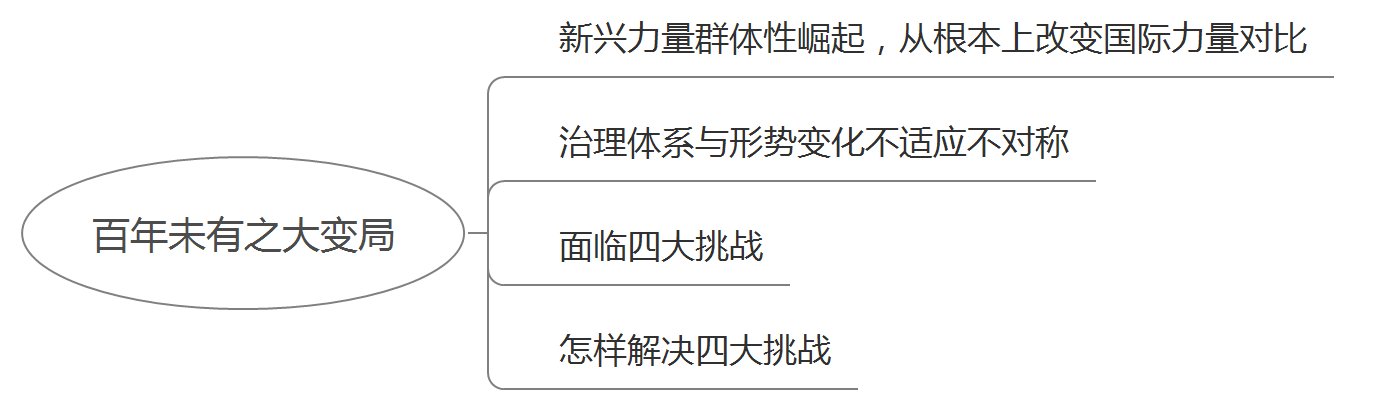 百年未有之大变局
新兴力量群体性崛起，从根本上改变国际力量对比
治理体系与形势变化不适应不对称
面临四大挑战
怎样解决四大挑战